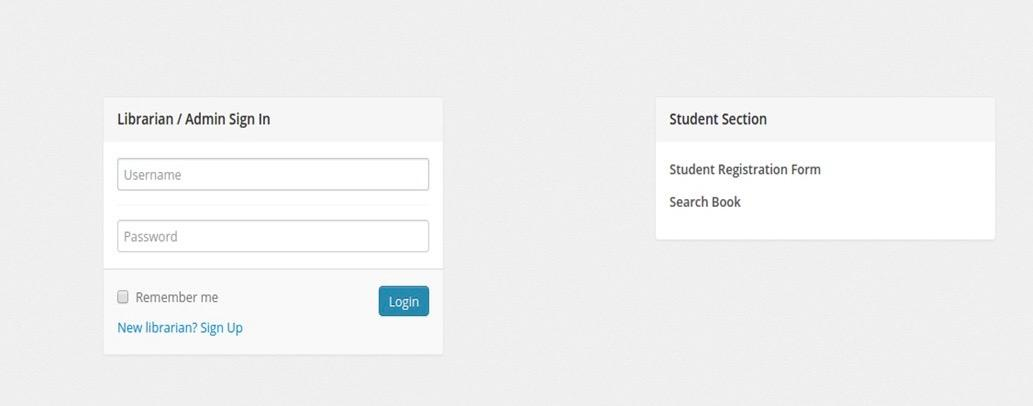 Librarian / Admin Sign In
Username
Password
Remember me
Login
New librarian? Sign Up
Student Section
Student Registration Form
Search Book